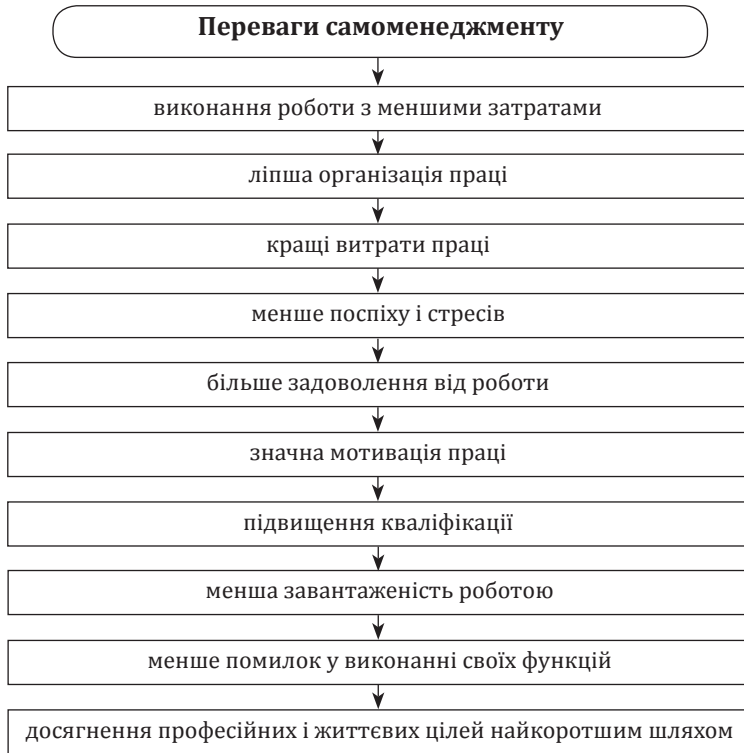 Переваги самоменеджменту
виконання роботи з меншими затратами
ліпша організація праці
кращі витрати праці
менше поспіху і стресів
більше задоволення від роботи
значна мотивація праці
підвищення кваліфікації
менша завантаженість роботою
менше помилок у виконанні своїх функцій
досягнення професійних і життєвих цілей найкоротшим шляхом